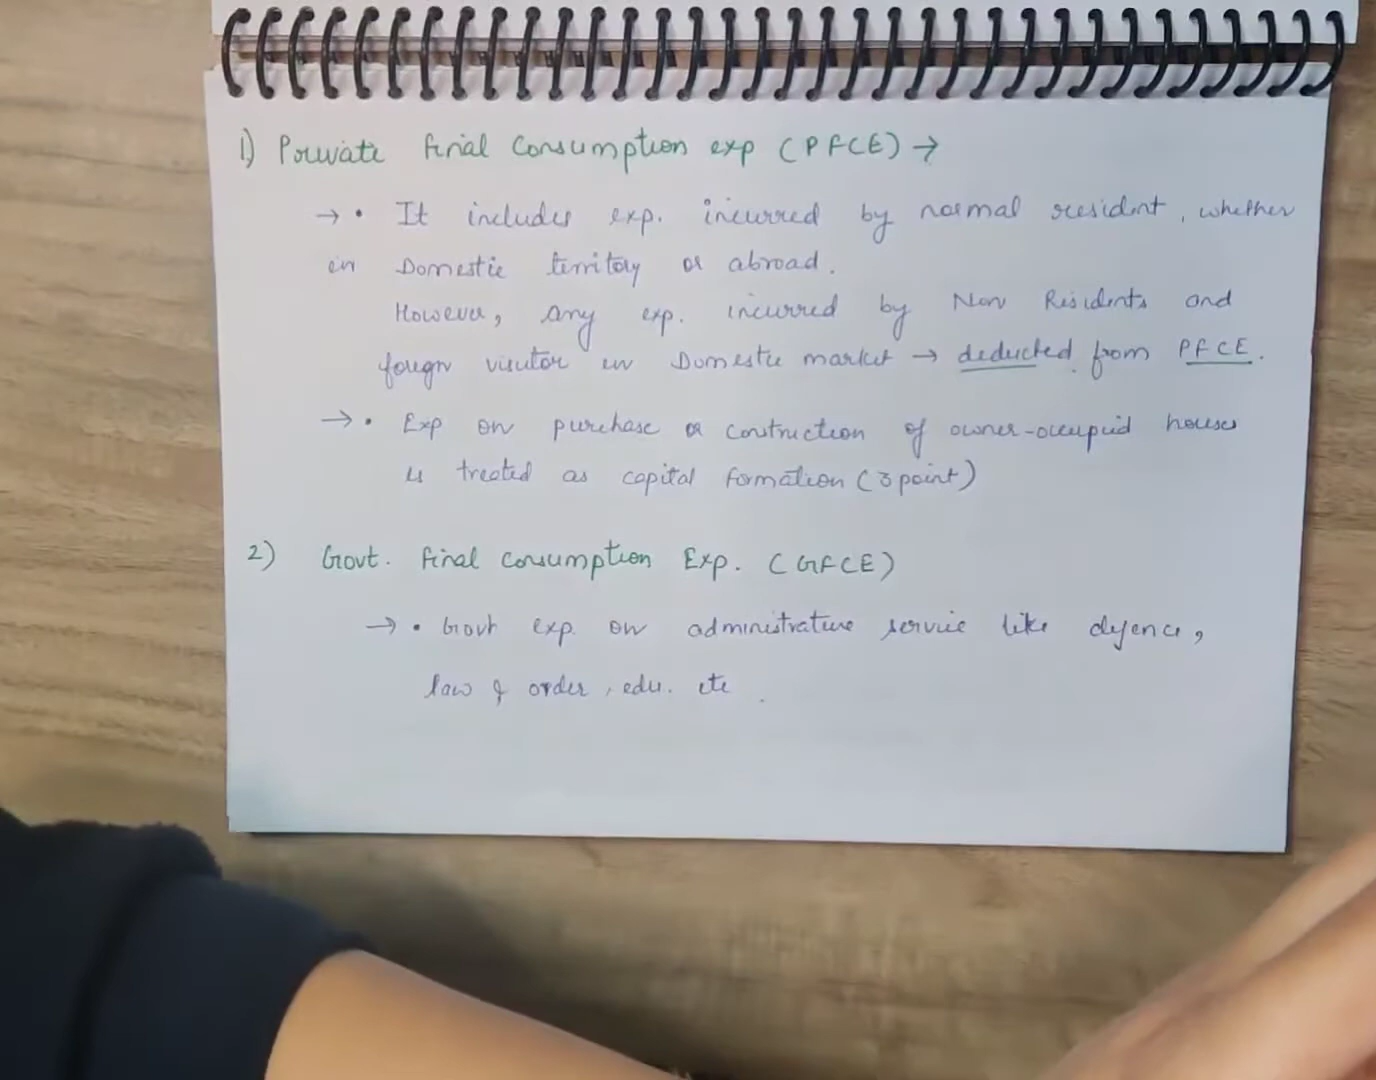 1) Private final Consumption exp (PFCE) →
→ • It includes exp. incurred by normal resident, whether
in Domestic territory or abroad.
However, any exp. incurred by Non Residents and
foreign visitor in Domestic market → deducted from PFCE.
→ • Exp on purchase or construction of owner-occupied houses
is treated as capital formation (3 point)
2) Govt. final consumption Exp. (GFCE)
→ • Govt exp. on administrative service like defence,
law & order, edu. etc.